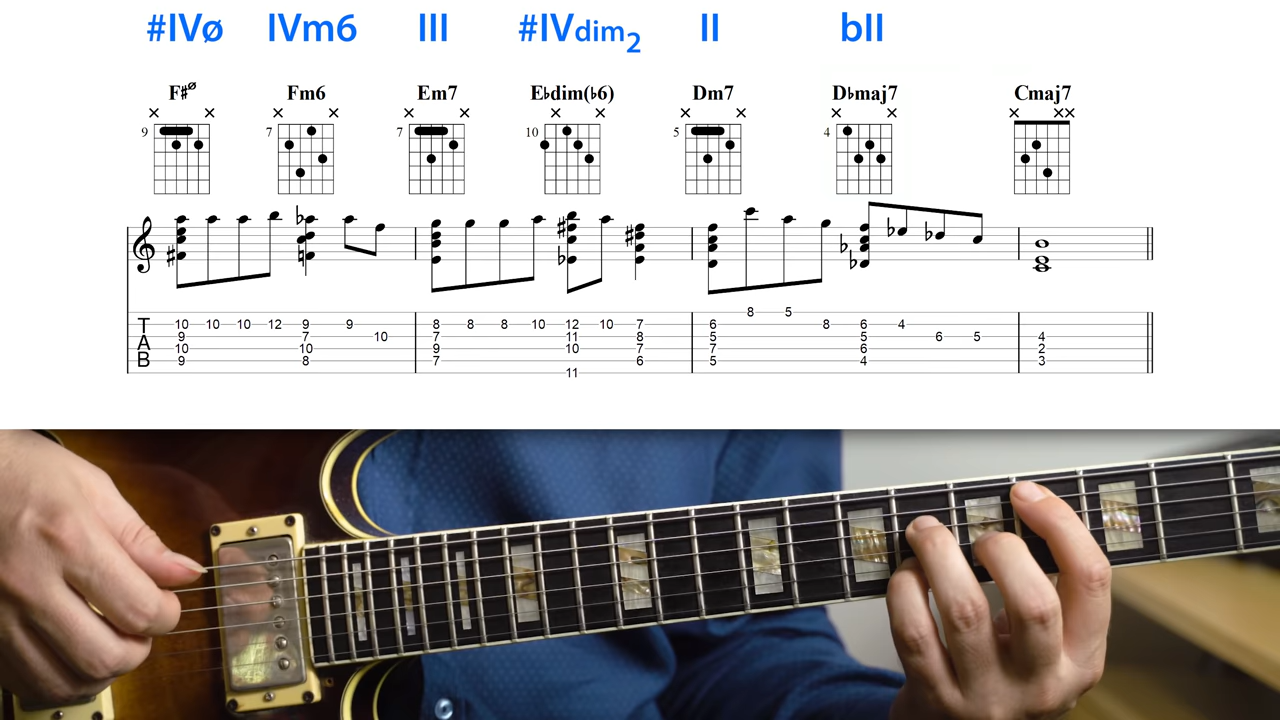 #IVø IVm6 III #IVdim2 II bII
F#ø Fm6 Em7 E♭dim(♭6) Dm7 D♭maj7 Cmaj7
× × × × × × × × × × × × × ××
9 7 7 10 5 4
8 5
10 10 10 12 9 9 8 8 8 10 12 10 7 6 8 6 4
T 9 7 10 7 11 8 5 5 6 5 4
A 10 10 9 10 7 7 6 2
B 9 8 7 6 5 4 3
11